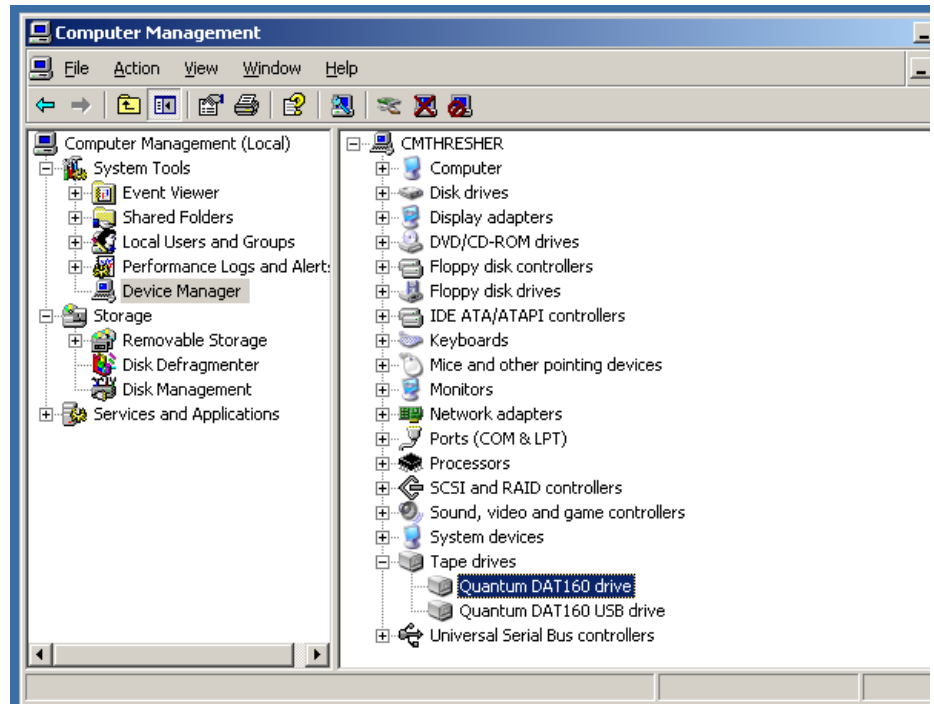 Computer Management
File Action View Window Help
Computer Management (Local)
System Tools
Event Viewer
Shared Folders
Local Users and Groups
Performance Logs and Alert:
Device Manager
Storage
Removable Storage
Disk Defragmenter
Disk Management
Services and Applications
CMTHRESHER
Computer
Disk drives
Display adapters
DVD/CD-ROM drives
Floppy disk controllers
Floppy disk drives
IDE ATA/ATAPI controllers
Keyboards
Mice and other pointing devices
Monitors
Network adapters
Ports (COM & LPT)
Processors
SCSI and RAID controllers
Sound, video and game controllers
System devices
Tape drives
Quantum DAT160 drive
Quantum DAT160 USB drive
Universal Serial Bus controllers